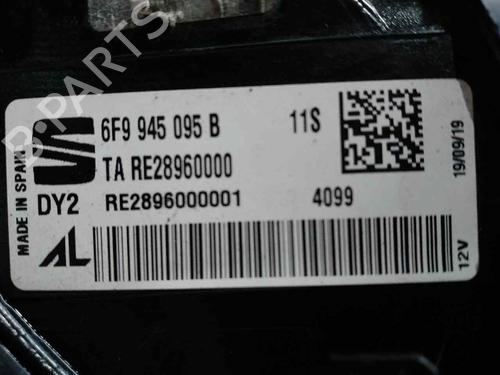 6F9 945 095 B 11S
TA RE28960000
DY2 RE2896000001 4099
AL
MADE IN SPAIN
19/09/19
12V
B-PARTS